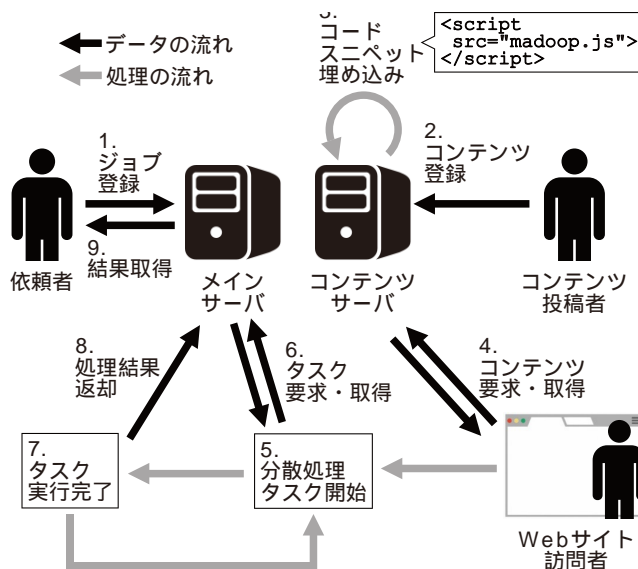 データの流れ
処理の流れ
3.
コード
スニペット
埋め込み
<script
src="madoop.js">
</script>
1.
ジョブ
登録
9.
結果取得
2.
コンテンツ
登録
依頼者
メイン
サーバ
コンテンツ
サーバ
コンテンツ
投稿者
8.
処理結果
返却
6.
タスク
要求・取得
4.
コンテンツ
要求・取得
7.
タスク
実行完了
5.
分散処理
タスク開始
Webサイト
訪問者